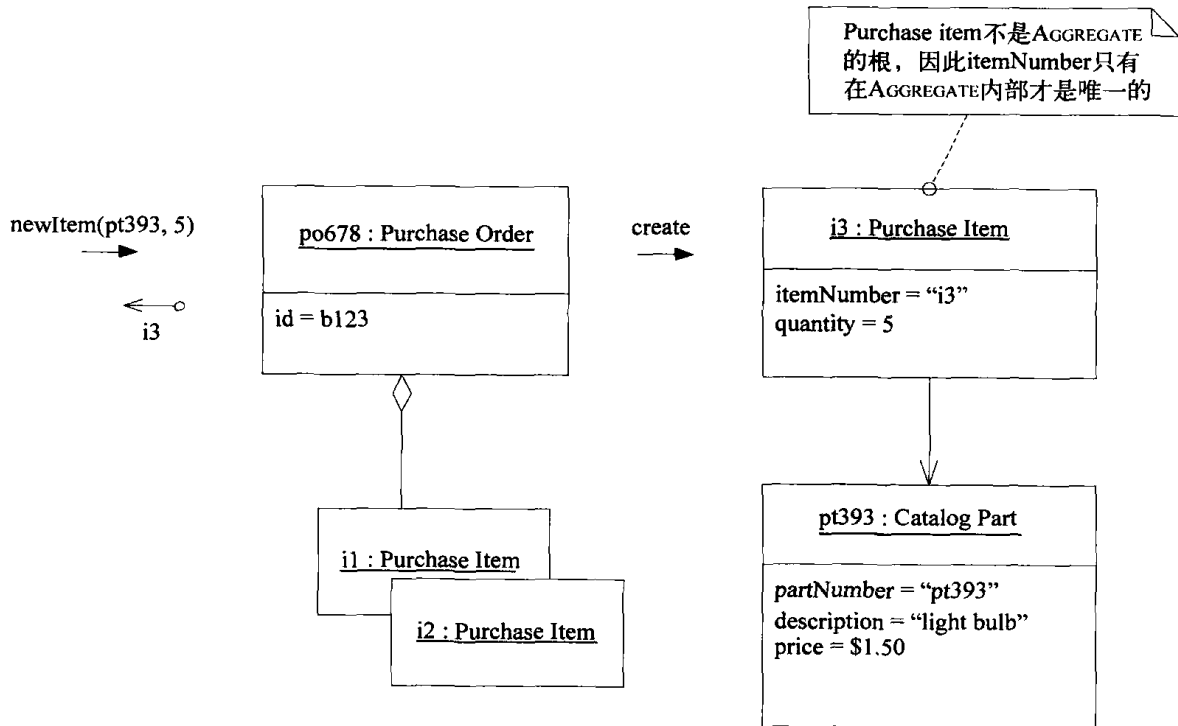 Purchase item不是AGGREGATE
的根，因此itemNumber只有
在AGGREGATE内部才是唯一的
newItem(pt393, 5)
i3
po678 : Purchase Order
id = b123
create
i3 : Purchase Item
itemNumber = “i3”
quantity = 5
i1 : Purchase Item
i2 : Purchase Item
pt393 : Catalog Part
partNumber = “pt393”
description = “light bulb”
price = $1.50